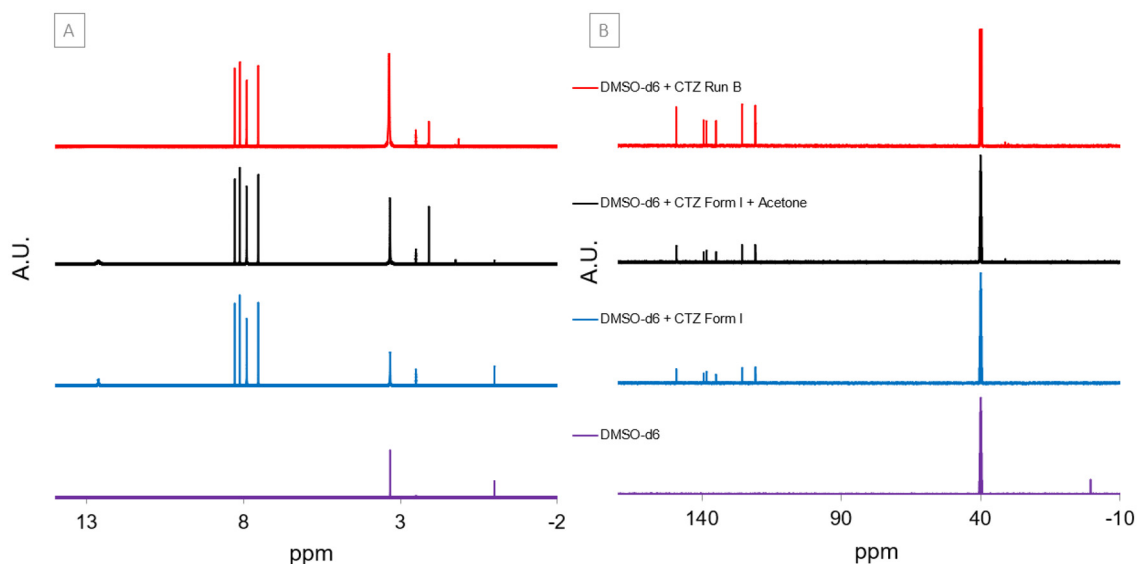 A
B
DMSO-d6 + CTZ Run B
DMSO-d6 + CTZ Form I + Acetone
DMSO-d6 + CTZ Form I
DMSO-d6
A.U.
A.U.
13 8 3 -2
140 90 40 -10
ppm
ppm